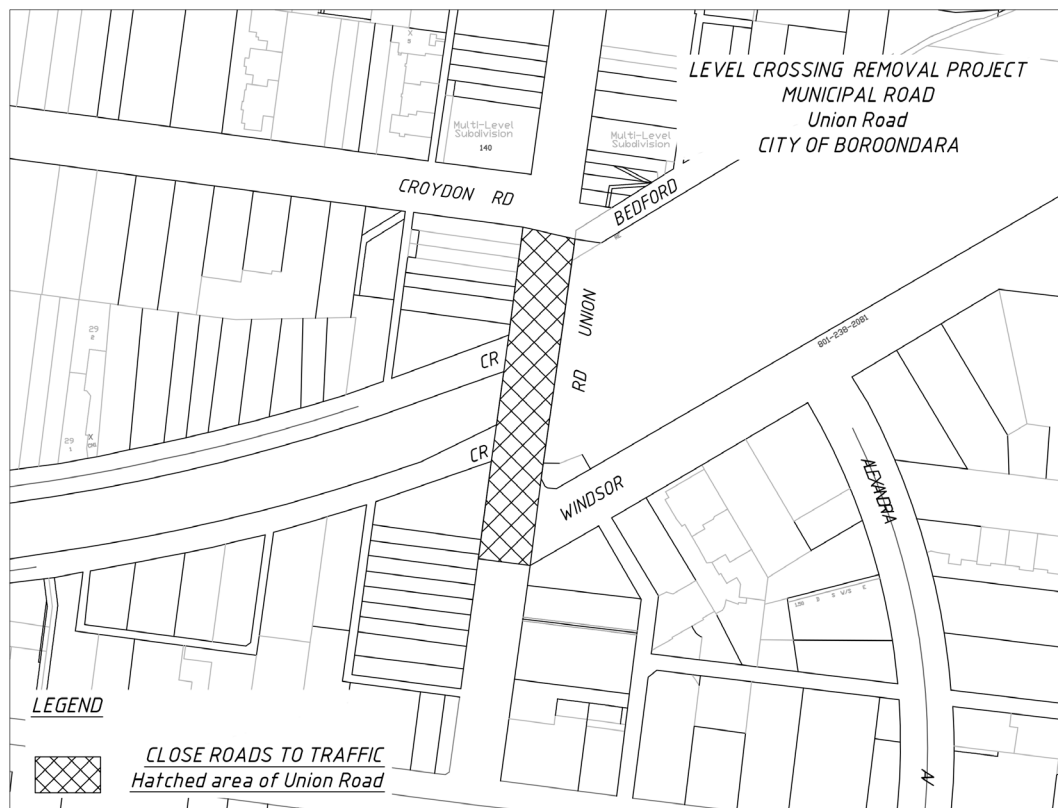 LEVEL CROSSING REMOVAL PROJECT
MUNICIPAL ROAD
Union Road
CITY OF BOROONDARA
X
Multi-Level
Subdivision
140
Multi-Level
Subdivision
CROYDON RD
BEDFORD
UNION
RD
801-238-2081
CR
29
2
CR
29
1
X
WINDSOR
ALEXANDRA
W/S
E
LEGEND
CLOSE ROADS TO TRAFFIC
Hatched area of Union Road